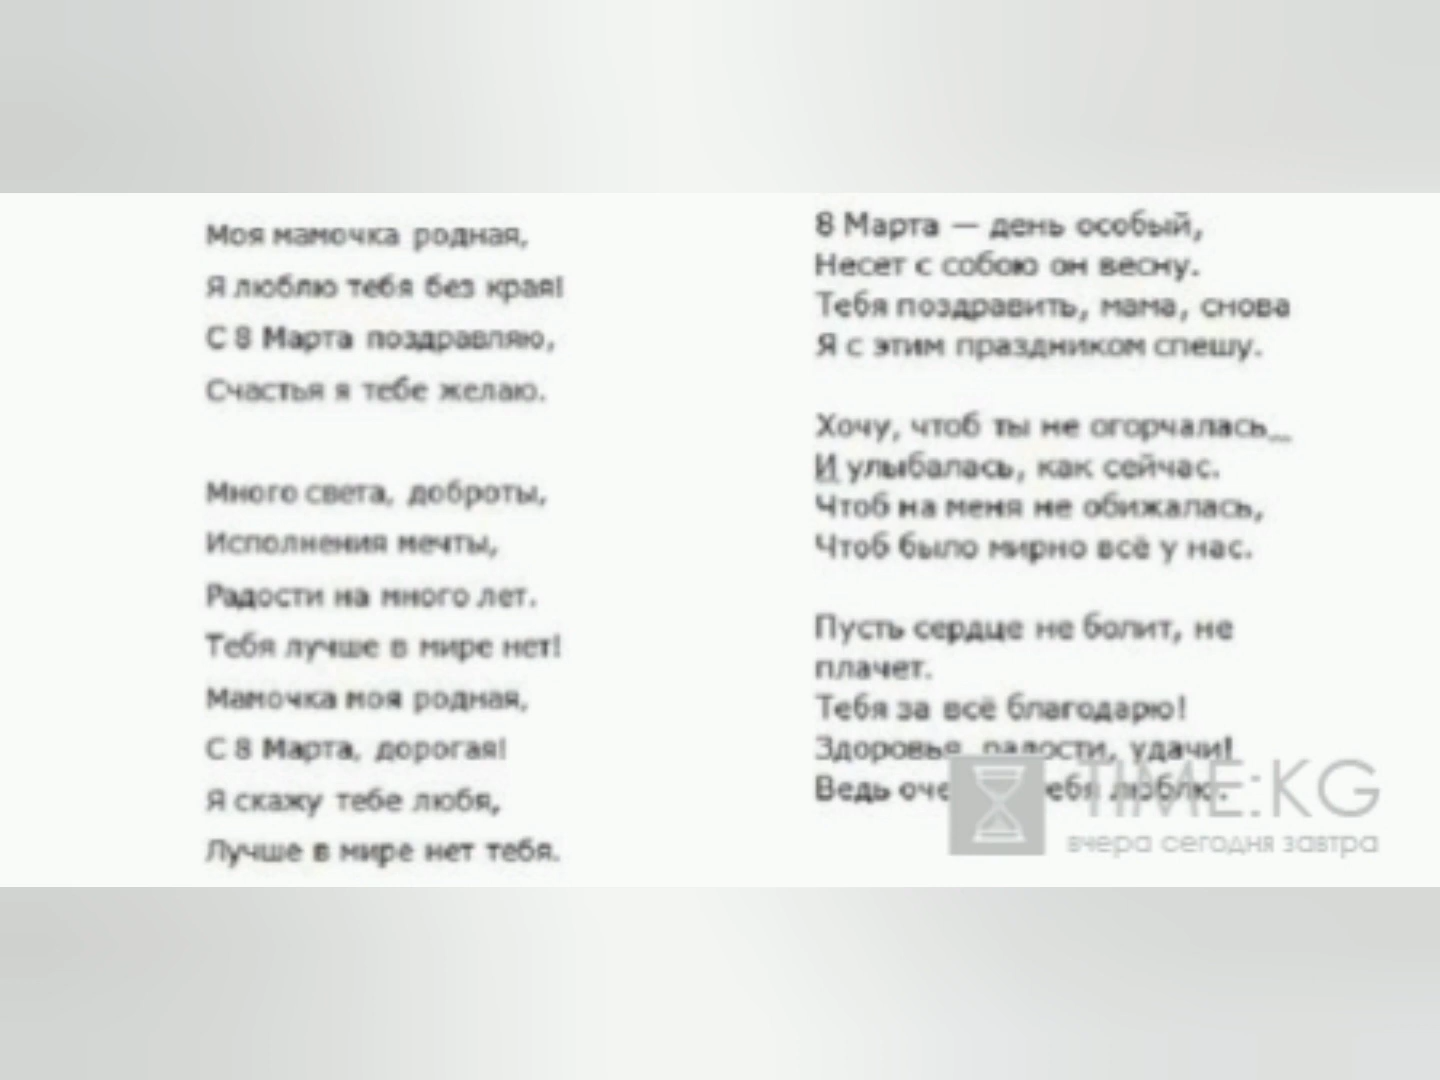 Моя мамочка родная,
Я люблю тебя без края!
С 8 Марта поздравляю,
Счастья я тебе желаю.
Много света, доброты,
Исполнения мечты,
Радости на много лет.
Тебя лучше в мире нет!
Мамочка моя родная,
С 8 Марта, дорогая!
Я скажу тебе любя,
Лучше в мире нет тебя.
8 Марта — день особый,
Несет с собою он весну.
Тебя поздравить, мама, снова
Я с этим праздником спешу.
Хочу, чтоб ты не огорчалась
И улыбалась, как сейчас.
Чтоб на меня не обижалась,
Чтоб было мирно всё у нас.
Пусть сердце не болит, не
плачет.
Тебя за всё благодарю!
Здоровья, радости, удачи!
Ведь люблю.
TIME:KG
вчера сегодня завтра